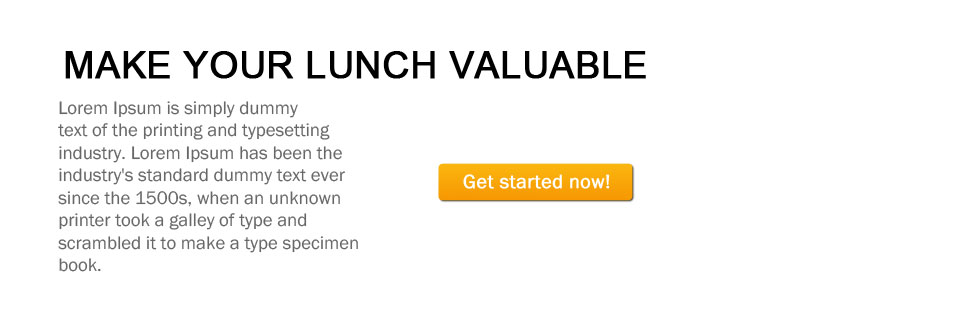 MAKE YOUR LUNCH VALUABLE
Lorem Ipsum is simply dummy
text of the printing and typesetting
industry. Lorem Ipsum has been the
industry's standard dummy text ever
since the 1500s, when an unknown
printer took a galley of type and
scrambled it to make a type specimen
book.
Get started now!